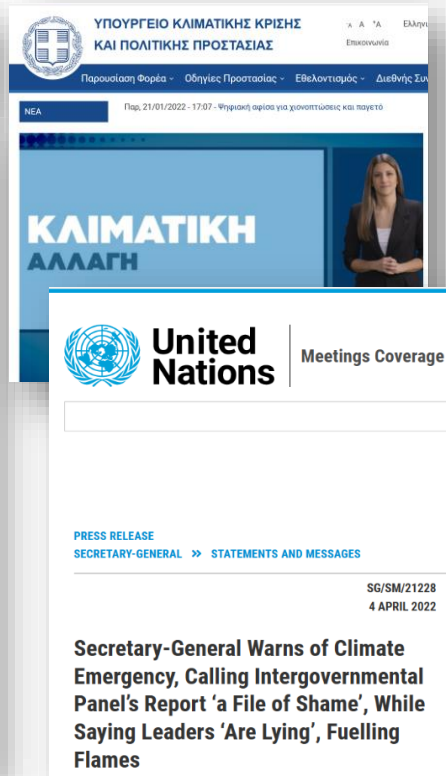 ΥΠΟΥΡΓΕΙΟ ΚΛΙΜΑΤΙΚΗΣ ΚΡΙΣΗΣ
ΚΑΙ ΠΟΛΙΤΙΚΗΣ ΠΡΟΣΤΑΣΙΑΣ
Α Α +Α
Επικοινωνία
Παρουσίαση Φορέα Οδηγίες Προστασίας Εθελοντισμός Διεθνής
ΝΕΑ
Παρ, 21/01/2022 - 17:07 - Ψηφιακή αφίσα για χιονοπτώσεις και παγετό
ΚΛΙΜΑΤΙΚΗ
ΑΛΛΑΓΗ
United
Nations
Meetings Coverage
PRESS RELEASE
SECRETARY-GENERAL >> STATEMENTS AND MESSAGES
SG/SM/21228
4 APRIL 2022
Secretary-General Warns of Climate
Emergency, Calling Intergovernmental
Panel's Report 'a File of Shame', While
Saying Leaders 'Are Lying', Fuelling
Flames